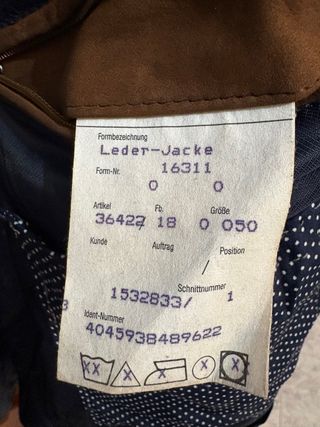 Formbezeichnung
Leder-Jacke
Form-Nr. 16311
0 0
Artikel Fb. Größe
36422 18 0 050
Kunde Auftrag Position
/
Schnittnummer
1532833/ 1
Ident-Nummer
4045938489622
XX X X X